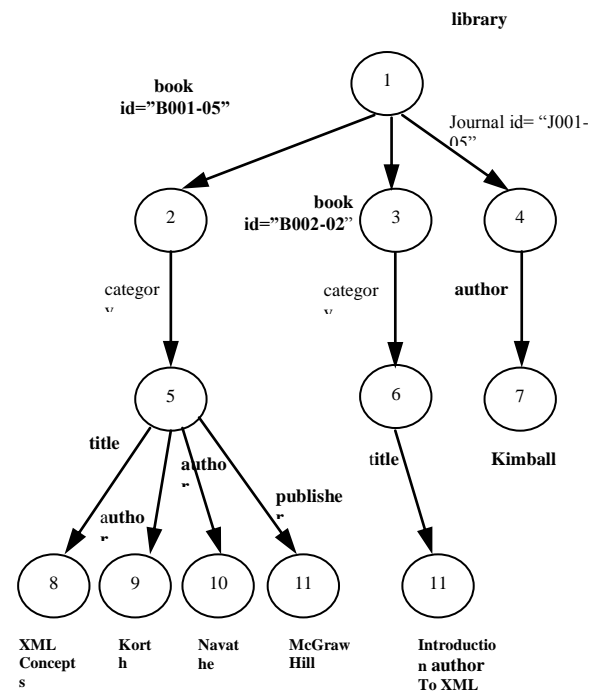 library
1
book
id=”B001-05”
Journal id= “J001-
05”
2
book
id=”B002-02”
3
4
categor
y
categor
y
author
5
6
7
title
autho
r
autho
r
publishe
r
title
Kimball
8
9
10
11
11
XML
Concept
s
Kort
h
Navat
he
McGraw
Hill
Introductio
n author
To XML